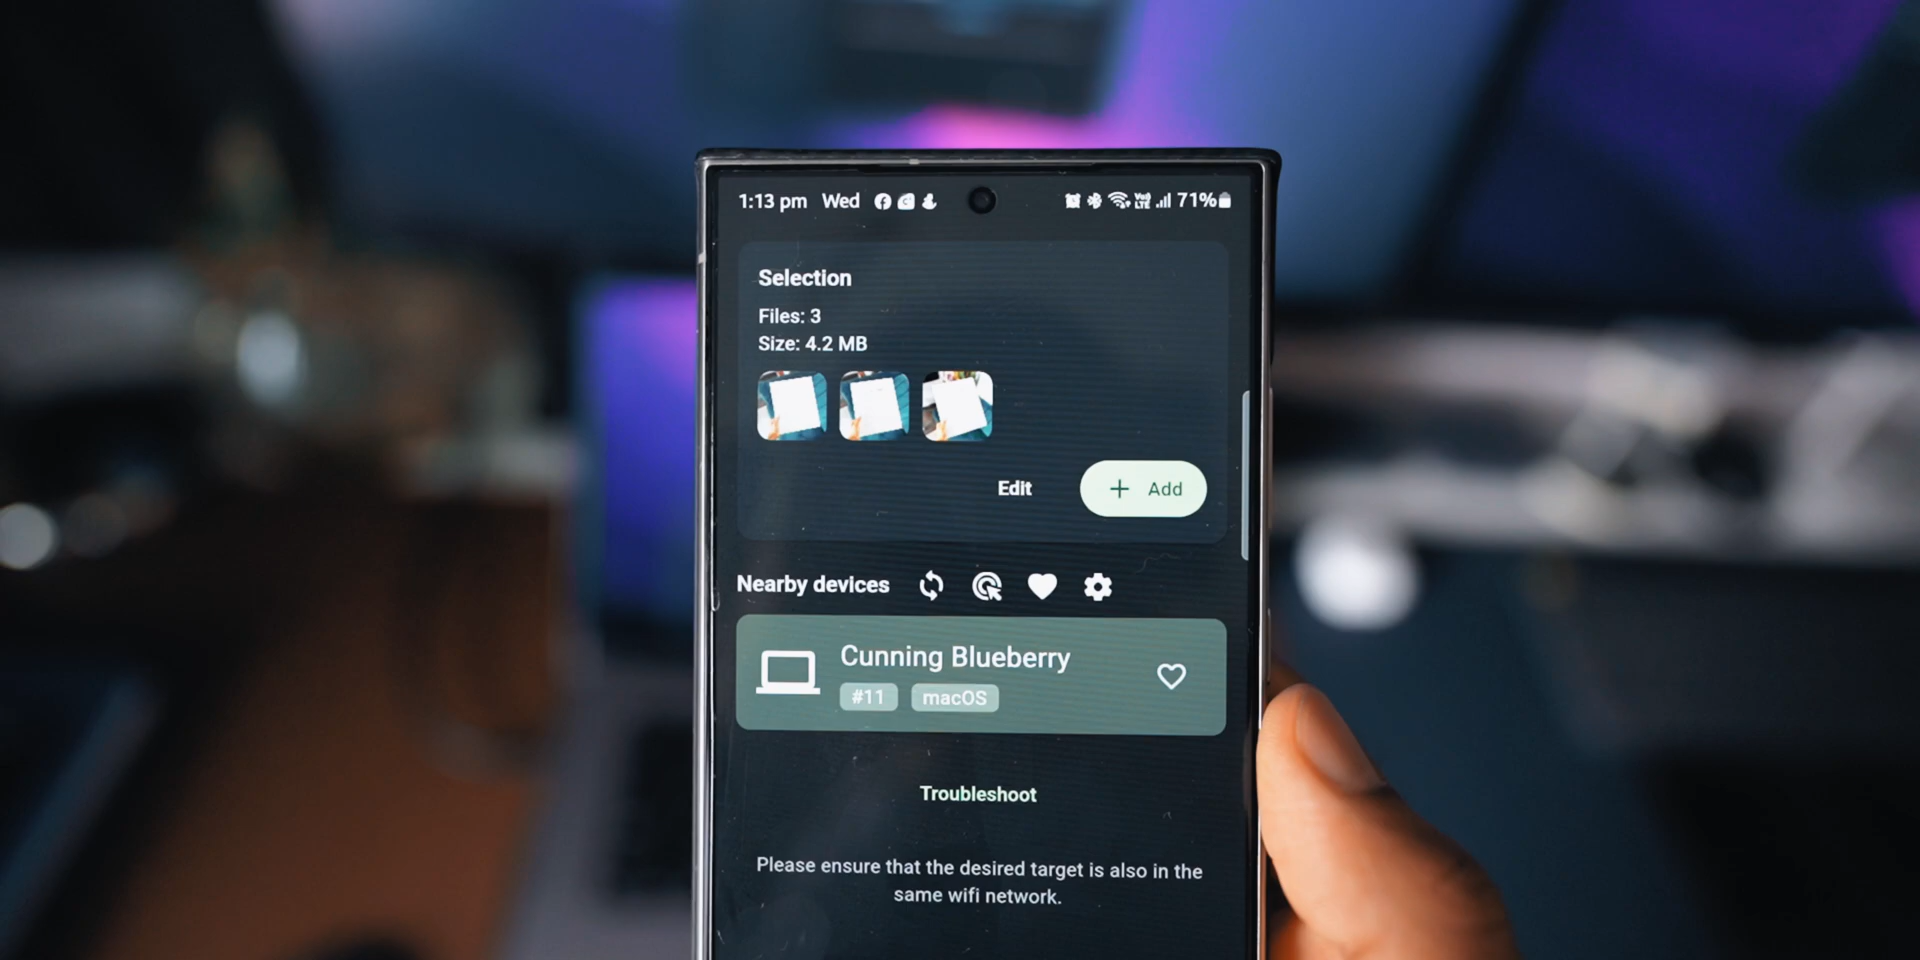 1:13 pm Wed 71%
Selection
Files: 3
Size: 4.2 MB
Edit + Add
Nearby devices
Cunning Blueberry
#11 macOS
Troubleshoot
Please ensure that the desired target is also in the
same wifi network.